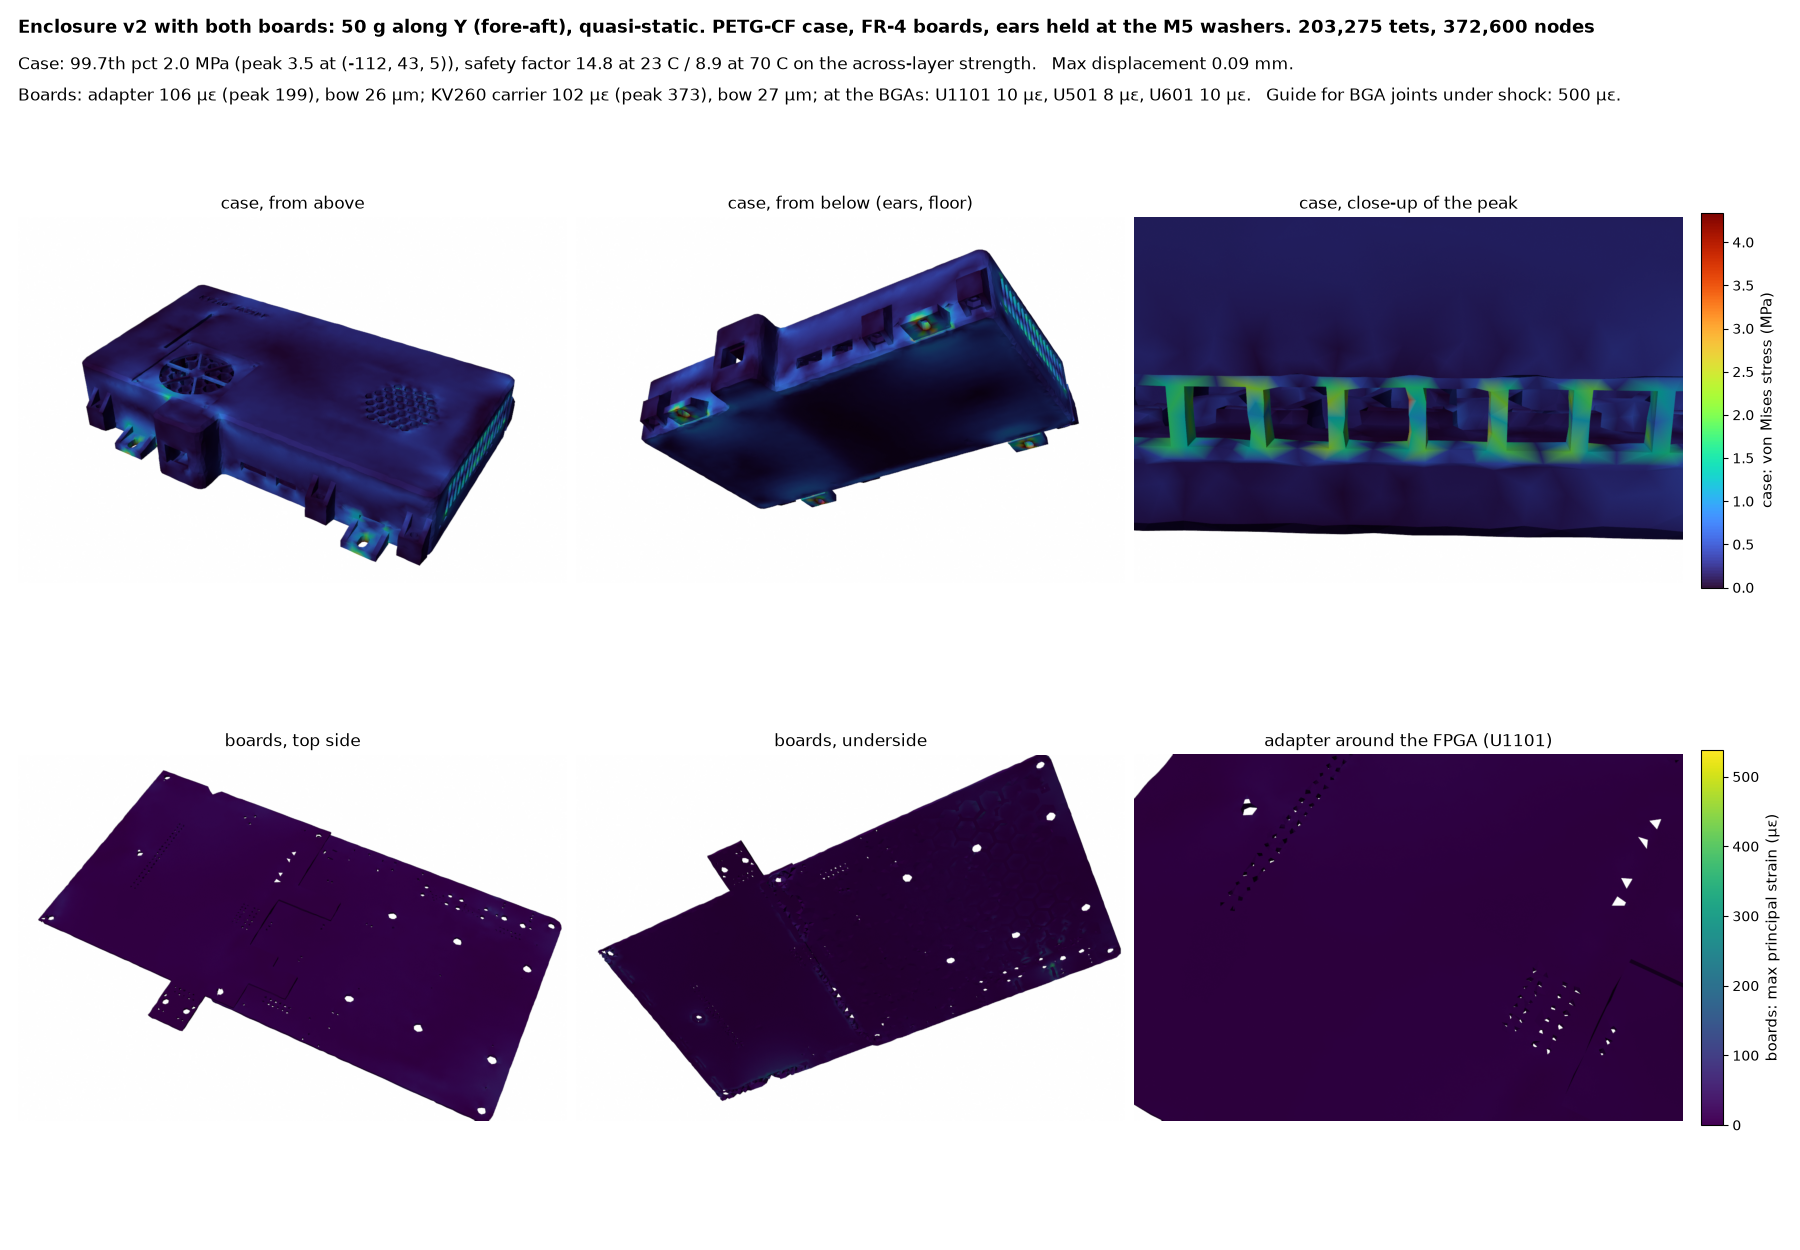 Enclosure v2 with both boards: 50 g along Y (fore-aft), quasi-static. PETG-CF case, FR-4 boards, ears held at the M5 washers. 203,275 tets, 372,600 nodes
Case: 99.7th pct 2.0 MPa (peak 3.5 at (-112, 43, 5)), safety factor 14.8 at 23 C / 8.9 at 70 C on the across-layer strength.   Max displacement 0.09 mm.
Boards: adapter 106 µε (peak 199), bow 26 µm; KV260 carrier 102 µε (peak 373), bow 27 µm; at the BGAs: U1101 10 µε, U501 8 µε, U601 10 µε.   Guide for BGA joints under shock: 500 µε.
case, from above
case, from below (ears, floor)
case, close-up of the peak
4.0
3.5
3.0
2.5
2.0
1.5
1.0
0.5
0.0
case: von Mises stress (MPa)
boards, top side
boards, underside
adapter around the FPGA (U1101)
500
400
300
200
100
0
boards: max principal strain (µε)